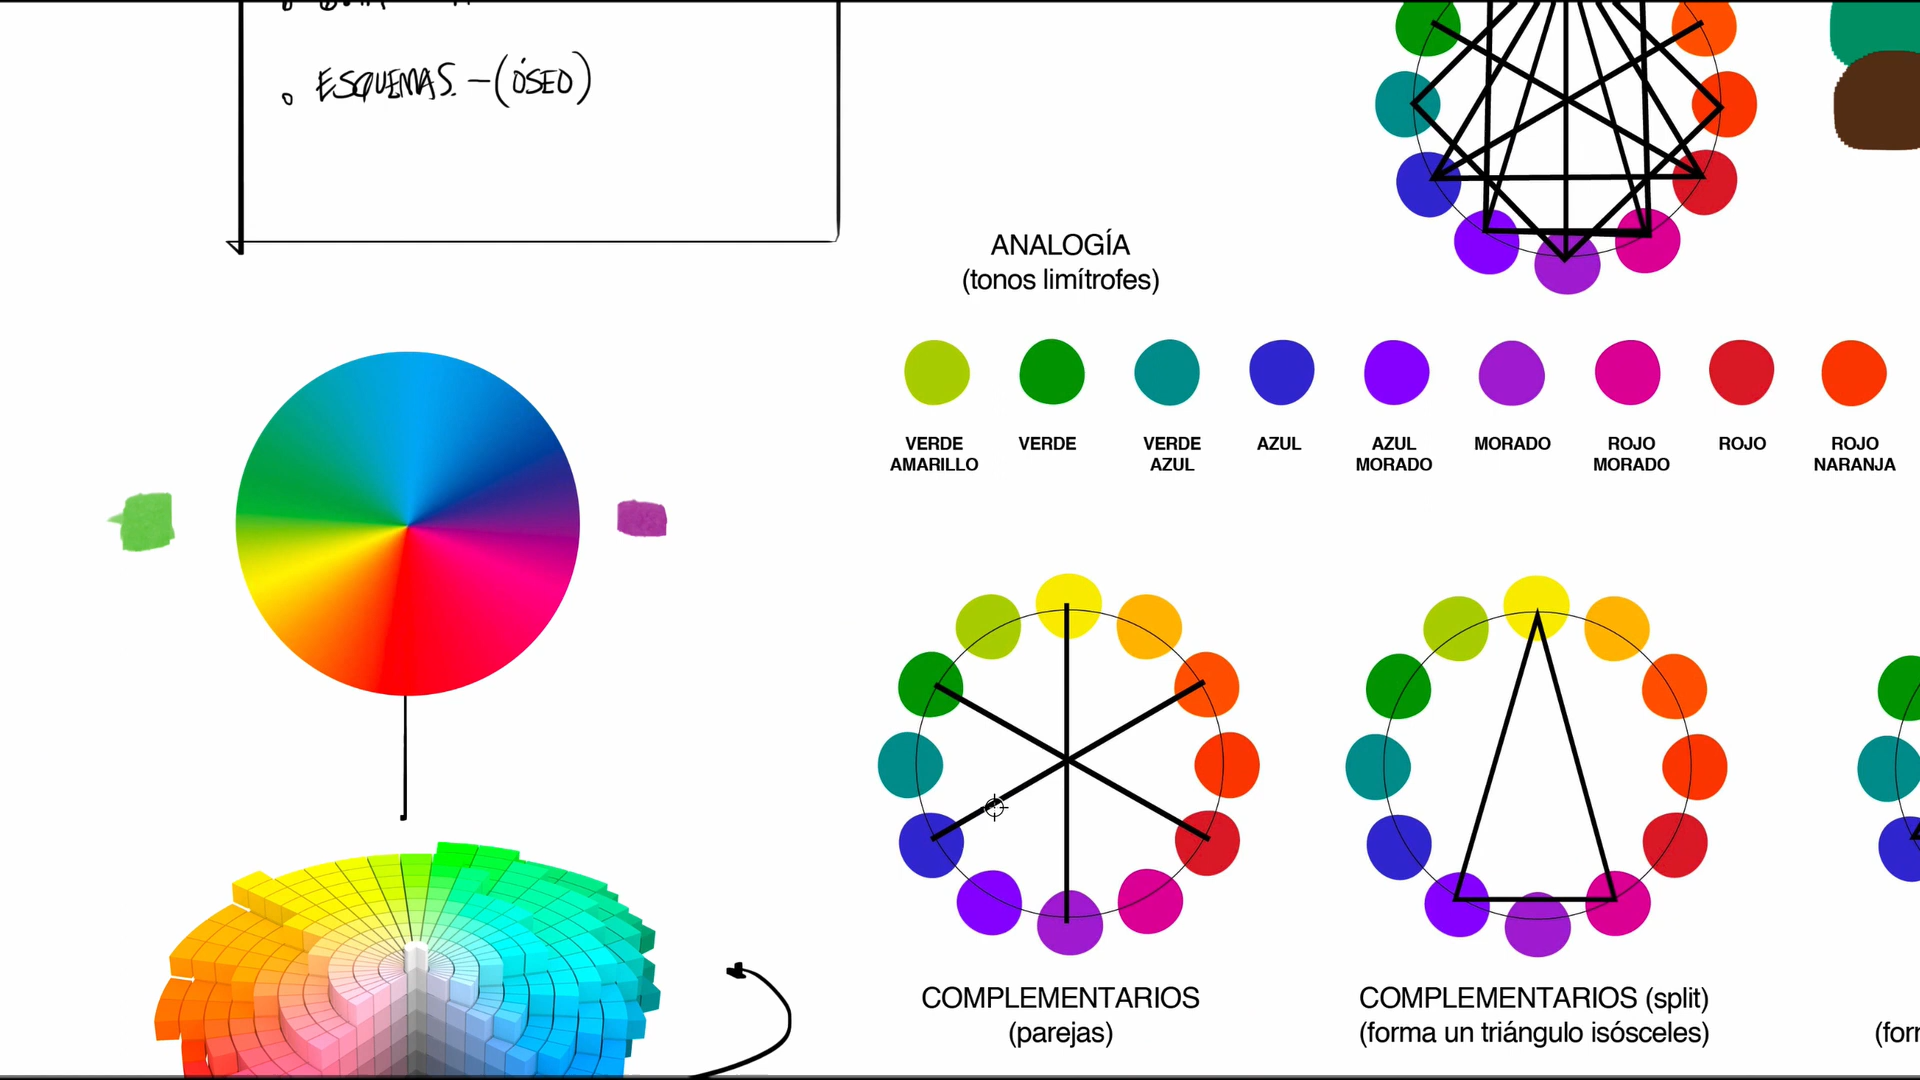 ESQUEMAS. - (ÓSEO)
ANALOGÍA
(tonos limítrofes)
VERDE AMARILLO
VERDE
VERDE AZUL
AZUL
AZUL MORADO
MORADO
ROJO MORADO
ROJO
ROJO NARANJA
COMPLEMENTARIOS
(parejas)
COMPLEMENTARIOS (split)
(forma un triángulo isósceles)